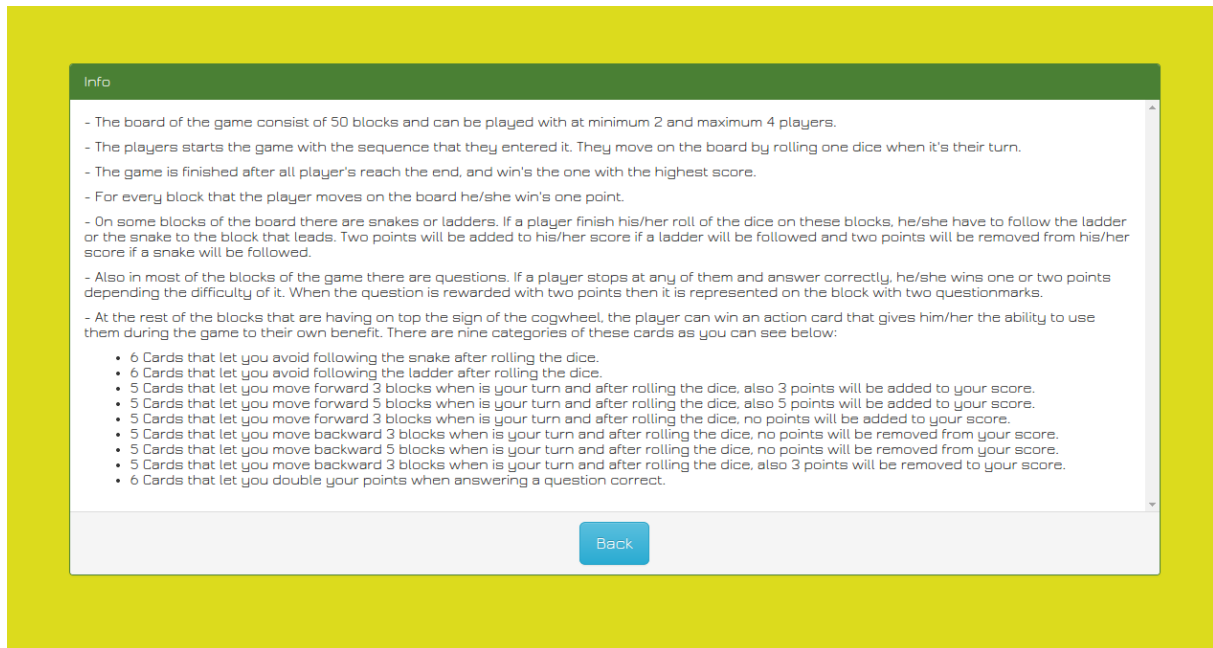 Info
- The board of the game consist of 50 blocks and can be played with at minimum 2 and maximum 4 players.
- The players starts the game with the sequence that they entered it. They move on the board by rolling one dice when it's their turn.
- The game is finished after all player's reach the end, and win's the one with the highest score.
- For every block that the player moves on the board he/she win's one point.
- On some blocks of the board there are snakes or ladders. If a player finish his/her roll of the dice on these blocks, he/she have to follow the ladder
or the snake to the block that leads. Two points will be added to his/her score if a ladder will be followed and two points will be removed from his/her
score if a snake will be followed.
- Also in most of the blocks of the game there are questions. If a player stops at any of them and answer correctly, he/she wins one or two points
depending the difficulty of it. When the question is rewarded with two points then it is represented on the block with two questionmarks.
- At the rest of the blocks that are having on top the sign of the cogwheel, the player can win an action card that gives him/her the ability to use
them during the game to their own benefit. There are nine categories of these cards as you can see below:
• 6 Cards that let you avoid following the snake after rolling the dice.
• 6 Cards that let you avoid following the ladder after rolling the dice.
• 5 Cards that let you move forward 3 blocks when is your turn and after rolling the dice, also 3 points will be added to your score.
• 5 Cards that let you move forward 5 blocks when is your turn and after rolling the dice, also 5 points will be added to your score.
• 5 Cards that let you move forward 3 blocks when is your turn and after rolling the dice, no points will be added to your score.
• 5 Cards that let you move backward 3 blocks when is your turn and after rolling the dice, no points will be removed from your score.
• 5 Cards that let you move backward 5 blocks when is your turn and after rolling the dice, no points will be removed from your score.
• 5 Cards that let you move backward 3 blocks when is your turn and after rolling the dice, also 3 points will be removed to your score.
• 6 Cards that let you double your points when answering a question correct.
Back